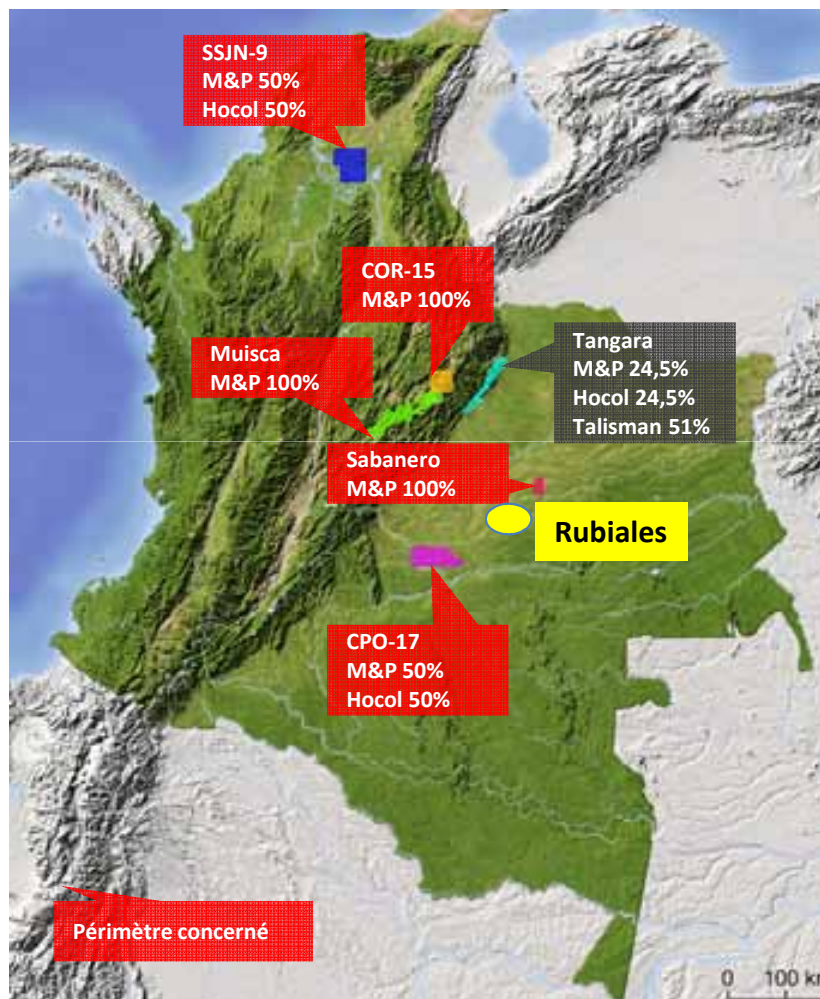 SSJN-9
M&P 50%
Hocol 50%
COR-15
M&P 100%
Muisca
M&P 100%
Tangara
M&P 24,5%
Hocol 24,5%
Talisman 51%
Sabanero
M&P 100%
Rubiales
CPO-17
M&P 50%
Hocol 50%
Périmètre concerné
0 100 km